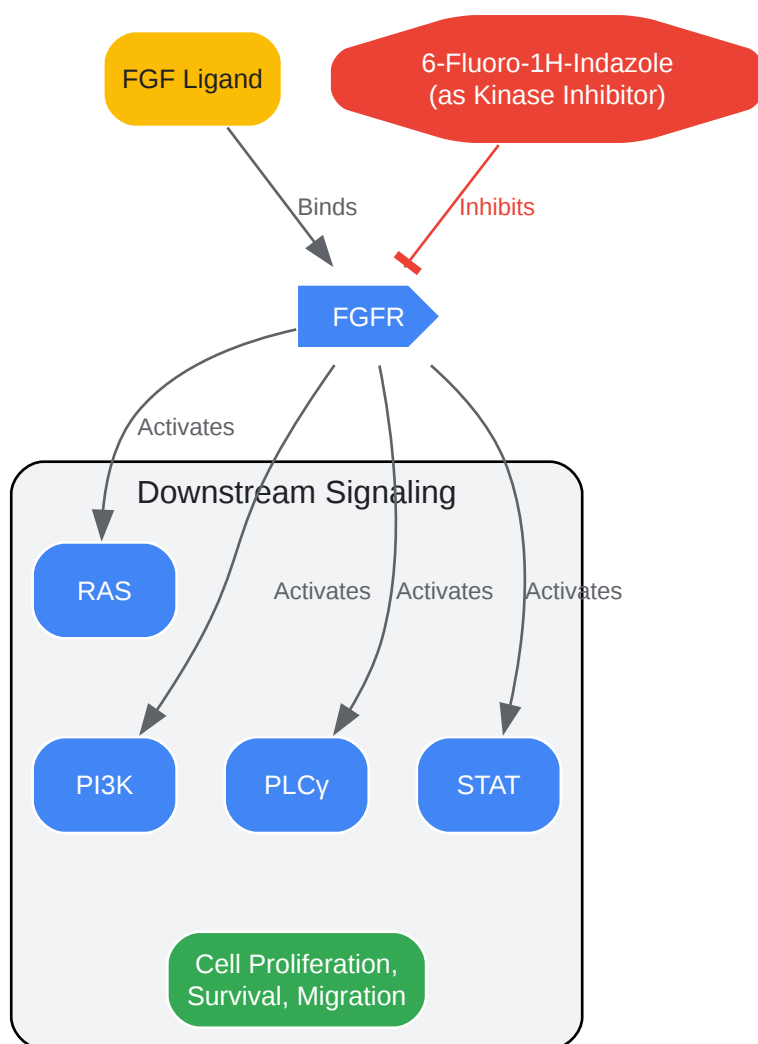 FGF Ligand
6-Fluoro-1H-Indazole
(as Kinase Inhibitor)
Binds
Inhibits
FGFR
Activates
Downstream Signaling
RAS
Activates
Activates
Activates
PI3K
PLCγ
STAT
Cell Proliferation,
Survival, Migration